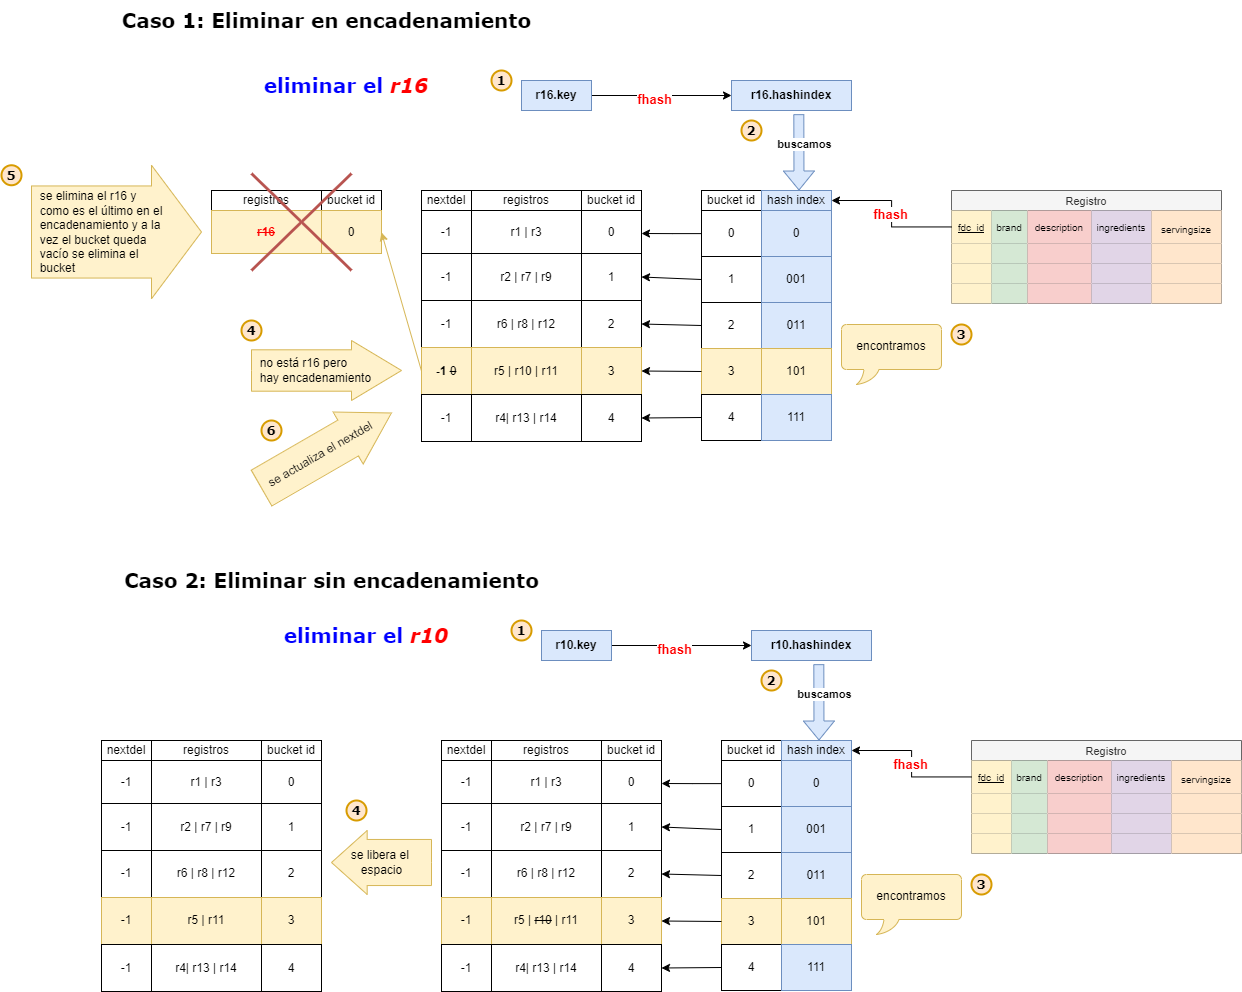 Caso 1: Eliminar en encadenamiento
eliminar el r16
1
r16.key
fhash
r16.hashindex
2
buscamos
5
se elimina el r16 y
como es el último en el
encadenamiento y a la
vez el bucket queda
vacío se elimina el
bucket
registros
bucket id
r16
0
nextdel
registros
bucket id
-1
r1 | r3
0
-1
r2 | r7 | r9
1
-1
r6 | r8 | r12
2
-1 0
r5 | r10 | r11
3
-1
r4| r13 | r14
4
bucket id
hash index
0
0
1
001
2
011
3
101
4
111
fhash
Registro
fdc_id
brand
description
ingredients
servingsize
encontramos
3
4
no está r16 pero
hay encadenamiento
6
se actualiza el nextdel
Caso 2: Eliminar sin encadenamiento
eliminar el r10
1
r10.key
fhash
r10.hashindex
2
buscamos
nextdel
registros
bucket id
-1
r1 | r3
0
-1
r2 | r7 | r9
1
-1
r6 | r8 | r12
2
-1
r5 | r11
3
-1
r4| r13 | r14
4
4
se libera el
espacio
nextdel
registros
bucket id
-1
r1 | r3
0
-1
r2 | r7 | r9
1
-1
r6 | r8 | r12
2
-1
r5 | r10 | r11
3
-1
r4| r13 | r14
4
bucket id
hash index
0
0
1
001
2
011
3
101
4
111
fhash
Registro
fdc_id
brand
description
ingredients
servingsize
encontramos
3